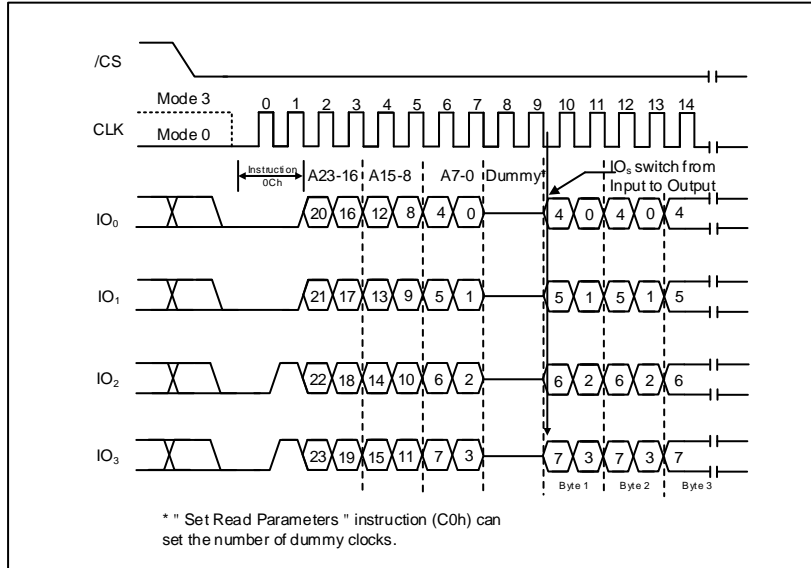 /CS
Mode 3
0 1 2 3 4 5 6 7 8 9 10 11 12 13 14
CLK
Mode 0
Instruction
0Ch
A23-16 A15-8 A7-0 Dummy*
IOs switch from
Input to Output
IO0 20 16 12 8 4 0 4 0 4 0 4
IO1 21 17 13 9 5 1 5 1 5 1 5
IO2 22 18 14 10 6 2 6 2 6 2 6
IO3 23 19 15 11 7 3 7 3 7 3 7
Byte 1 Byte 2 Byte 3
* " Set Read Parameters " instruction (C0h) can
set the number of dummy clocks.